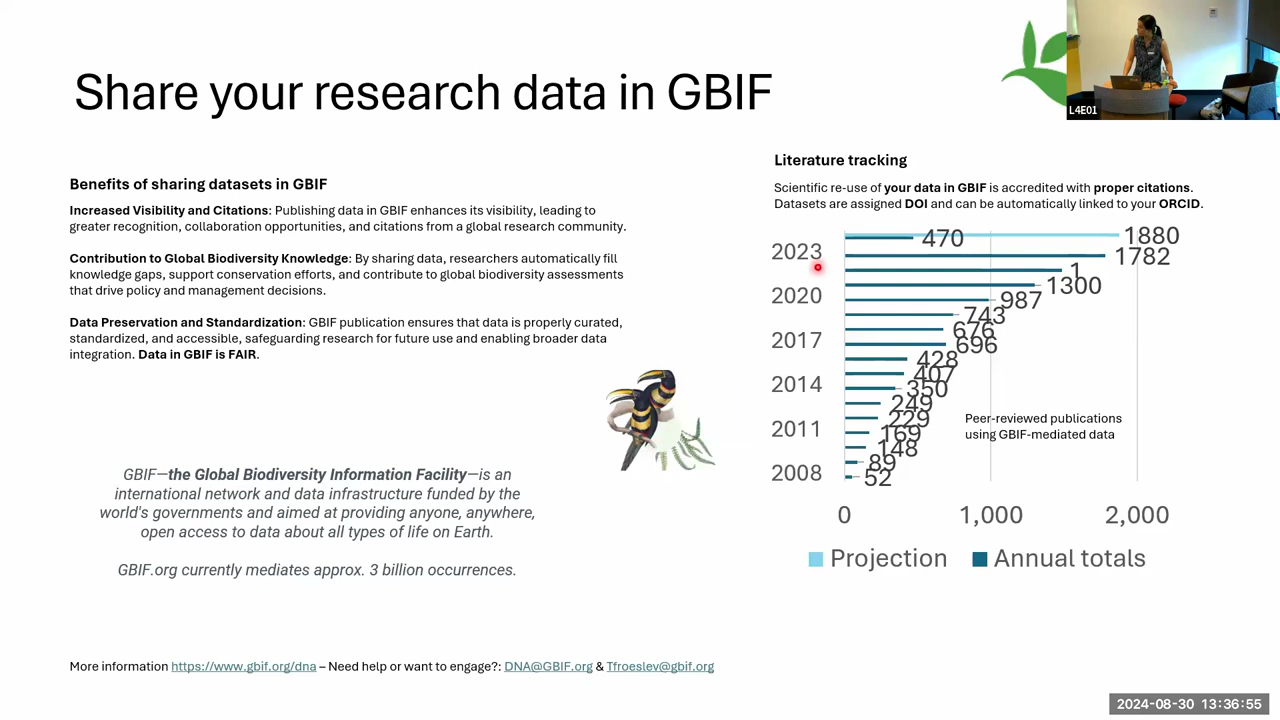 Share your research data in GBIF
L4E01
Benefits of sharing datasets in GBIF
Increased Visibility and Citations: Publishing data in GBIF enhances its visibility, leading to
greater recognition, collaboration opportunities, and citations from a global research community.
Contribution to Global Biodiversity Knowledge: By sharing data, researchers automatically fill
knowledge gaps, support conservation efforts, and contribute to global biodiversity assessments
that drive policy and management decisions.
Data Preservation and Standardization: GBIF publication ensures that data is properly curated,
standardized, and accessible, safeguarding research for future use and enabling broader data
integration. Data in GBIF is FAIR.
GBIF—the Global Biodiversity Information Facility—is an
international network and data infrastructure funded by the
world's governments and aimed at providing anyone, anywhere,
open access to data about all types of life on Earth.
GBIF.org currently mediates approx. 3 billion occurrences.
Literature tracking
Scientific re-use of your data in GBIF is accredited with proper citations.
Datasets are assigned DOI and can be automatically linked to your ORCID.
1880
470
2023
1782
1
1300
2020
987
743
676
2017
696
428
407
2014
350
249
229
2011
169
148
89
2008
52
Peer-reviewed publications
using GBIF-mediated data
0 1,000 2,000
Projection Annual totals
More information https://www.gbif.org/dna – Need help or want to engage?: DNA@GBIF.org & Tfroeslev@gbif.org
2024-08-30 13:36:55